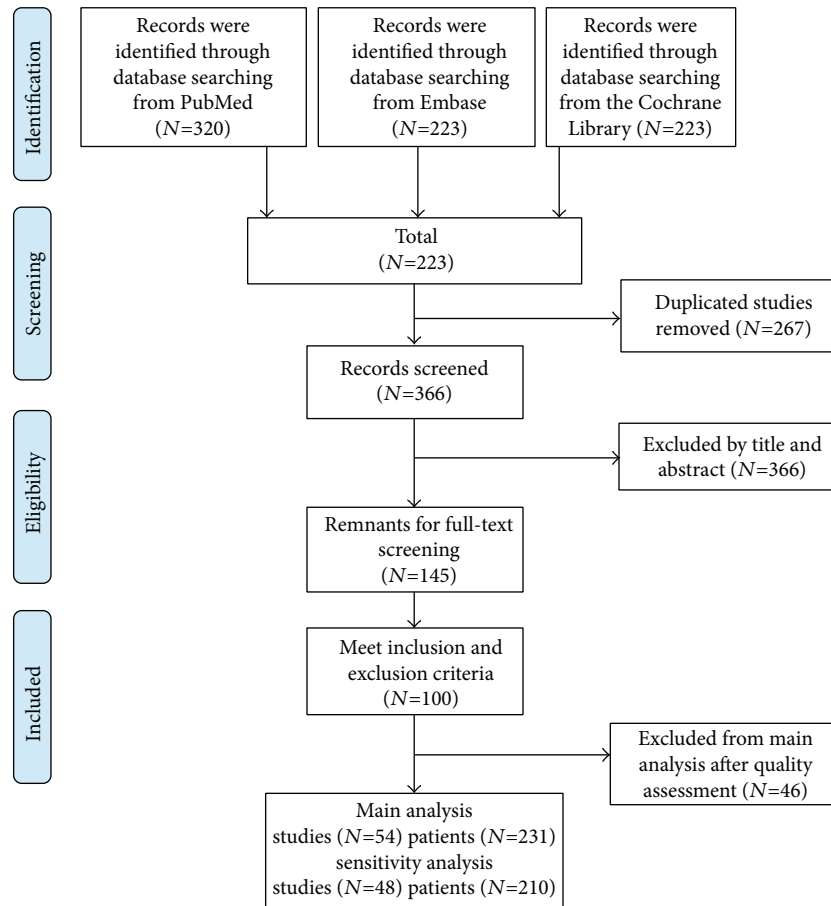 Identification
Records were
identified through
database searching
from PubMed
(N=320)
Records were
identified through
database searching
from Embase
(N=223)
Records were
identified through
database searching
from the Cochrane
Library (N=223)
Screening
Total
(N=223)
Duplicated studies
removed (N=267)
Records screened
(N=366)
Eligibility
Excluded by title and
abstract (N=366)
Remnants for full-text
screening
(N=145)
Included
Meet inclusion and
exclusion criteria
(N=100)
Excluded from main
analysis after quality
assessment (N=46)
Main analysis
studies (N=54) patients (N=231)
sensitivity analysis
studies (N=48) patients (N=210)